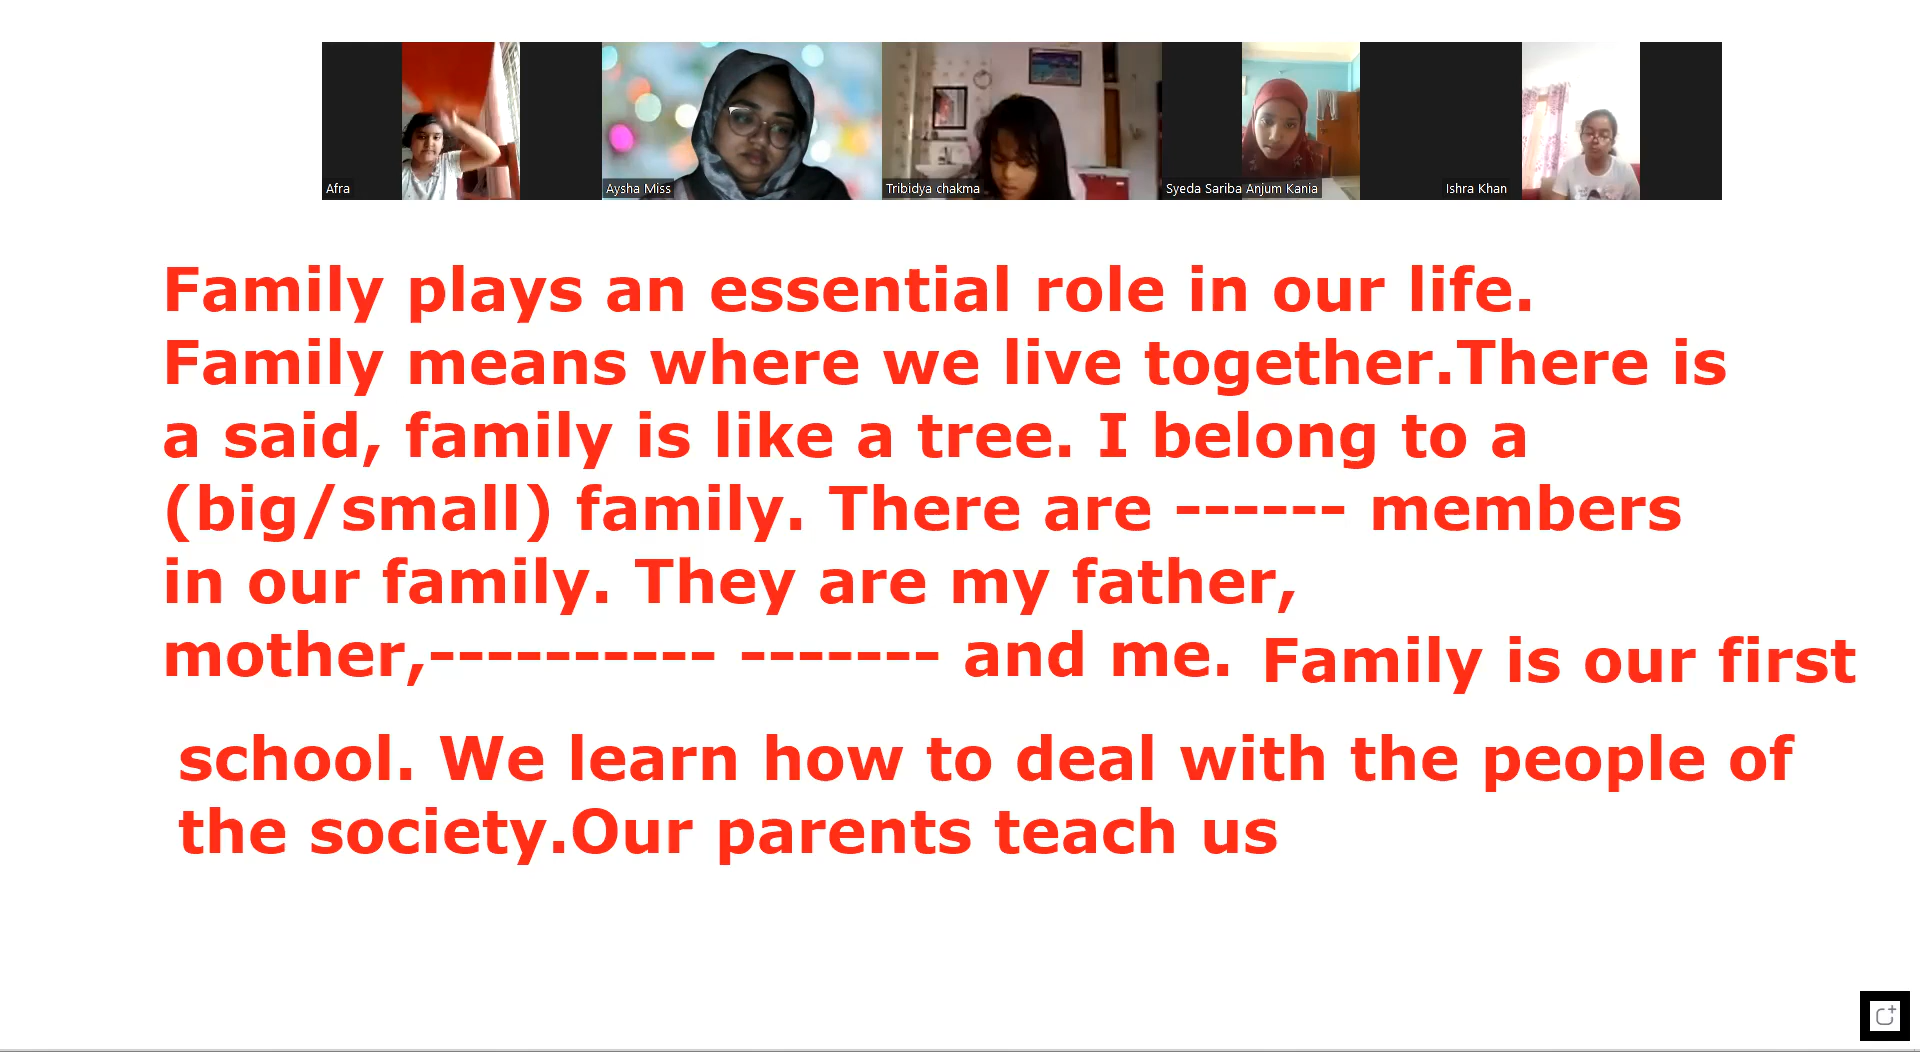 Afra
Aysha Miss
Tribidya chakma
Syeda Sariba Anjum Kania
Ishra Khan
Family plays an essential role in our life.
Family means where we live together.There is
a said, family is like a tree. I belong to a
(big/small) family. There are ------ members
in our family. They are my father,
mother,---------- ------- and me. Family is our first
school. We learn how to deal with the people of
the society.Our parents teach us